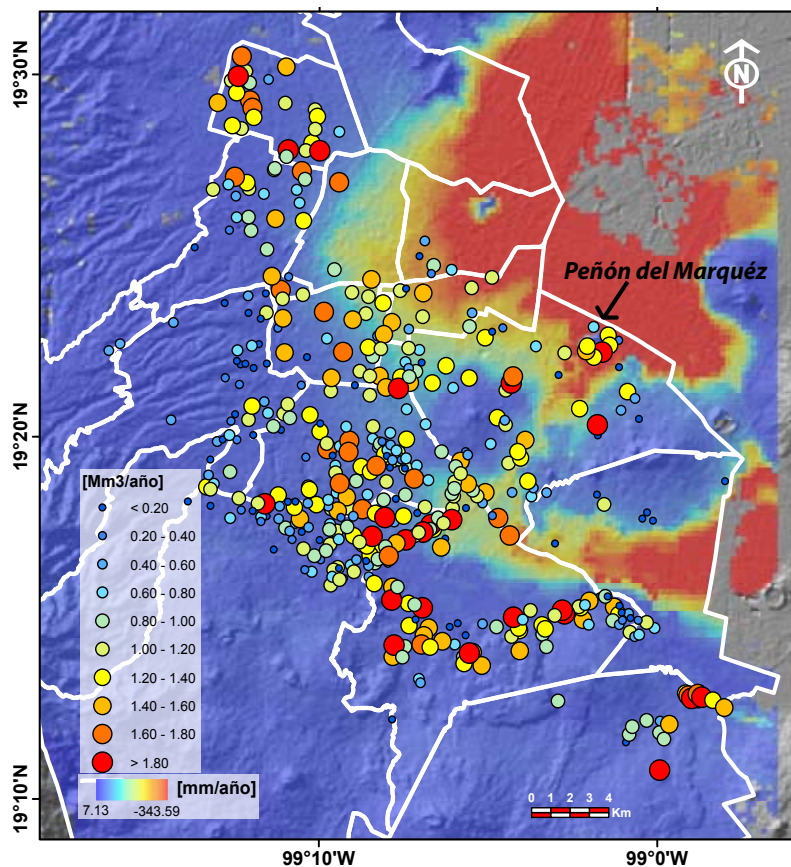 19°30'N
N
Peñón del Marquéz
19°20'N
[Mm3/año]
< 0.20
0.20 - 0.40
0.40 - 0.60
0.60 - 0.80
0.80 - 1.00
1.00 - 1.20
1.20 - 1.40
1.40 - 1.60
1.60 - 1.80
> 1.80
[mm/año]
7.13 -343.59
0 1 2 3 4
Km
19°10'N
99°10'W 99°0'W